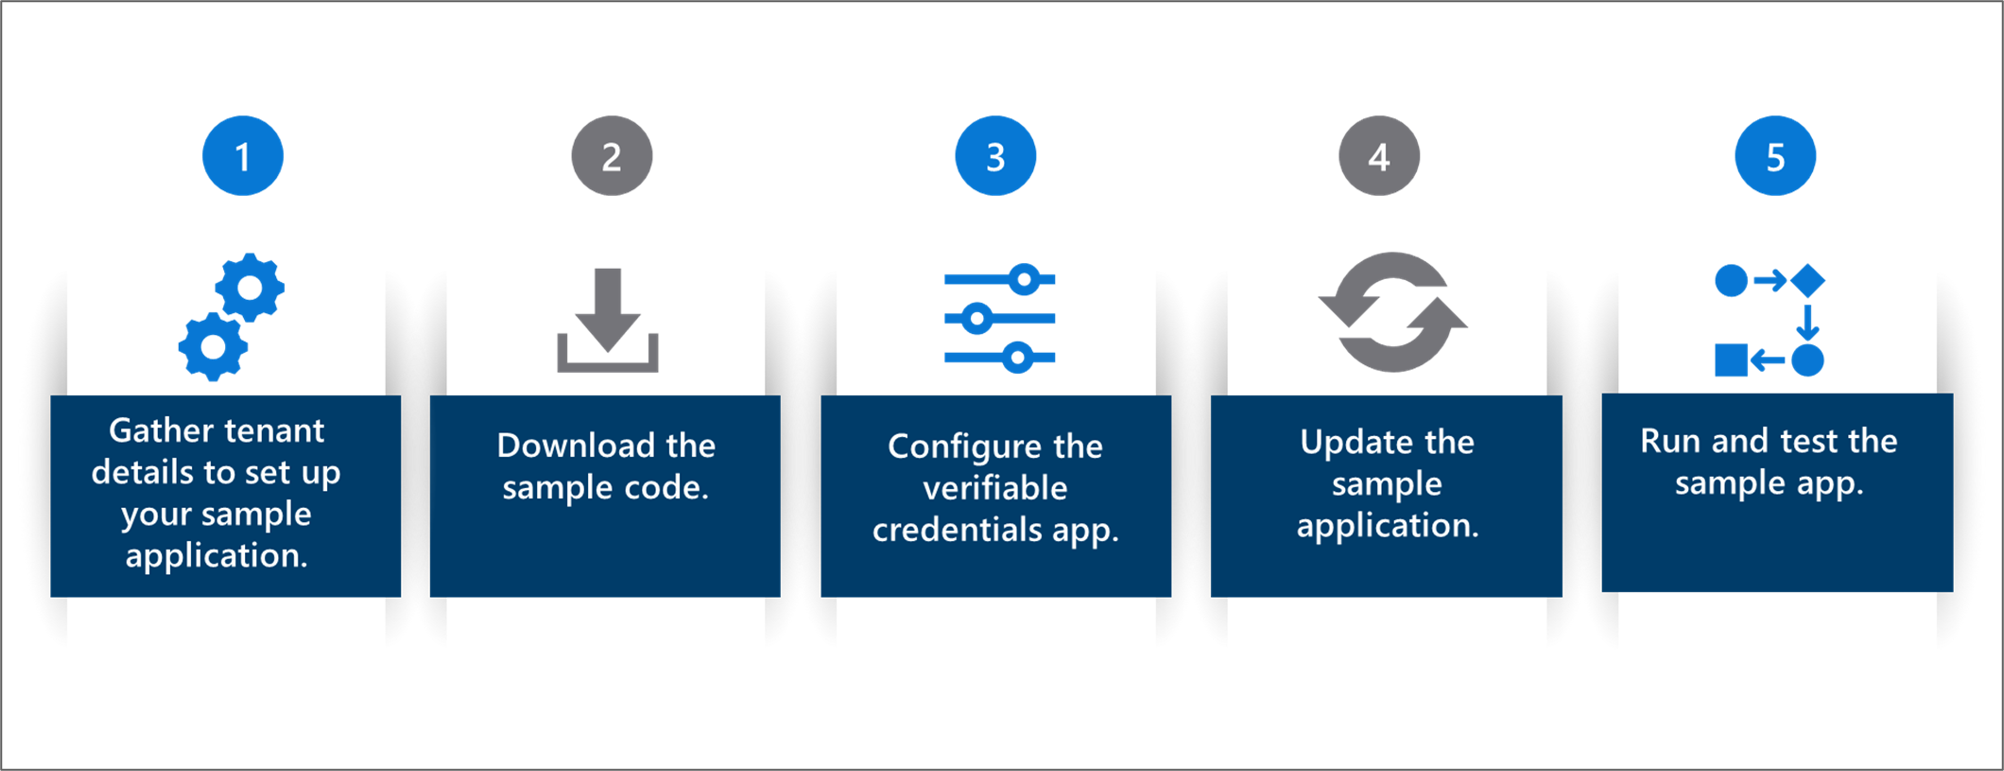 1
Gather tenant
details to set up
your sample
application.
2
Download the
sample code.
3
Configure the
verifiable
credentials app.
4
Update the
sample
application.
5
Run and test the
sample app.